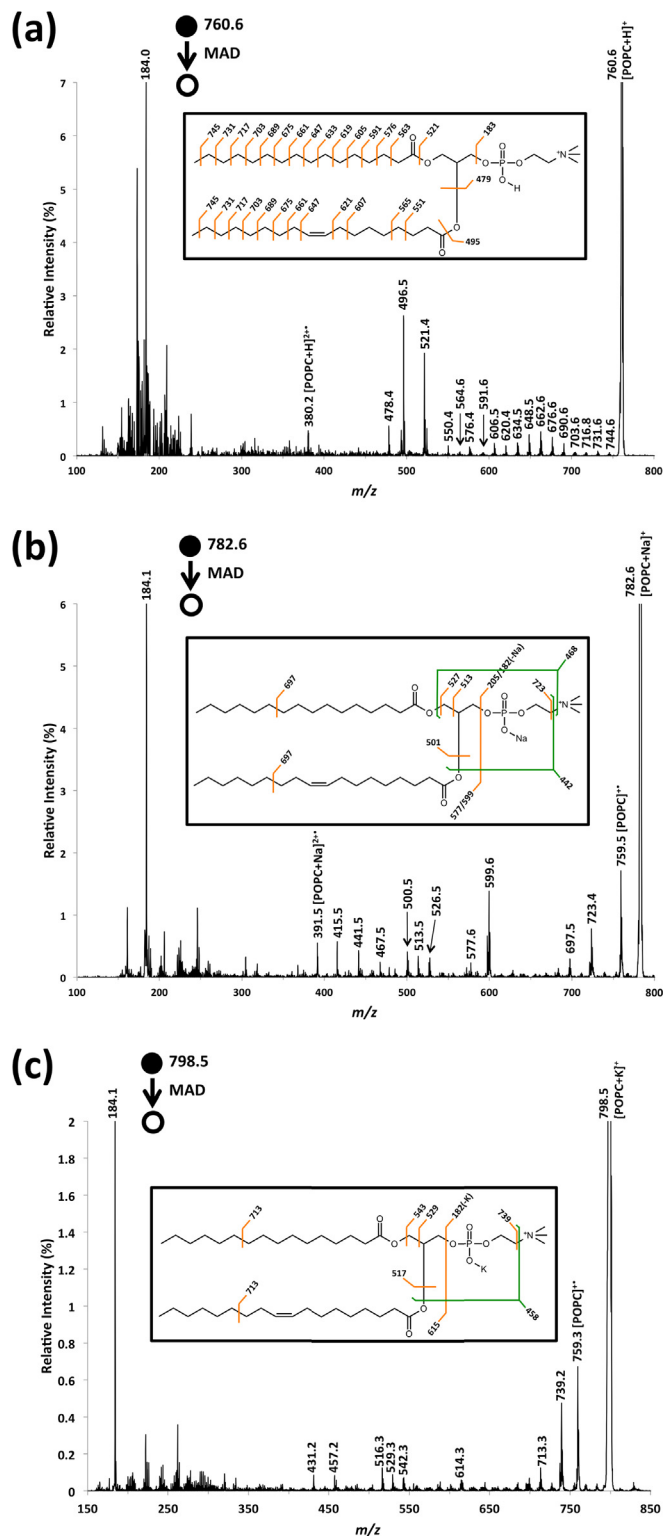 (a)
760.6
MAD
184.0
760.6
[POPC+H]+
7
6
5
4
3
2
1
0
Relative Intensity (%)
745 731 717 703 689 675 661 647 633 619 605 591 576 563 521 183
O
O
O
O
P
O
O
+N
H
479
745 731 717 703 689 675 661 647 621 607 565 551
O
O
495
380.2 [POPC+H]2+•
478.4
496.5
521.4
550.4
564.6
576.4
591.6
606.5
620.4
634.5
648.5
662.6
676.6
690.6
703.6
716.8
731.6
744.6
100 200 300 400 500 600 700 800
m/z
(b)
782.6
MAD
184.1
782.6
[POPC+Na]+
6
5
4
3
2
1
0
Relative Intensity (%)
697 527 513 205/182(-Na) 723 468
O
O
O
O
P
O
O
+N
Na
501
697
O
O
577/599
442
391.5 [POPC+Na]2+•
415.5
441.5
467.5
500.5
513.5
526.5
577.6
599.6
697.5
723.4
759.5 [POPC]+•
100 200 300 400 500 600 700 800
m/z
(c)
798.5
MAD
184.1
798.5
[POPC+K]+
2
1.8
1.6
1.4
1.2
1
0.8
0.6
0.4
0.2
0
Relative Intensity (%)
713 543 529 182(-K) 739
O
O
O
O
P
O
O
+N
K
517
713
O
O
615
458
431.2
457.2
516.3
529.3
542.3
614.3
713.3
739.2
759.3 [POPC]+•
150 250 350 450 550 650 750 850
m/z